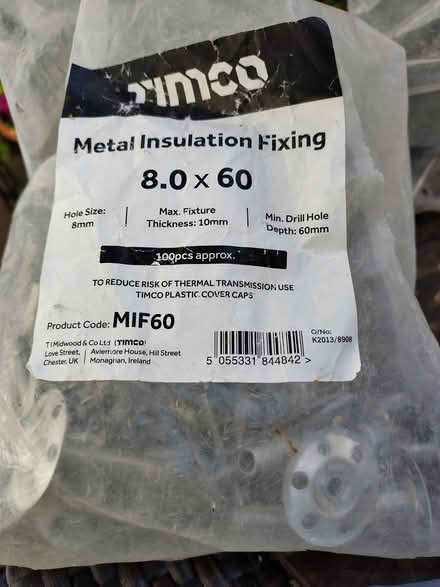 TIMCO
Metal Insulation Fixing
8.0 x 60
Hole Size:
8mm
Max. Fixture
Thickness: 10mm
Min. Drill Hole
Depth: 60mm
100pcs approx.
TO REDUCE RISK OF THERMAL TRANSMISSION USE
TIMCO PLASTIC COVER CAPS
Product Code: MIF60
TI Midwood & Co Ltd (TIMCO)
Love Street,
Chester. UK
Aviemore House, Hill Street
Monaghan, Ireland
5 055331 844842 >
O/No:
K2013/8908